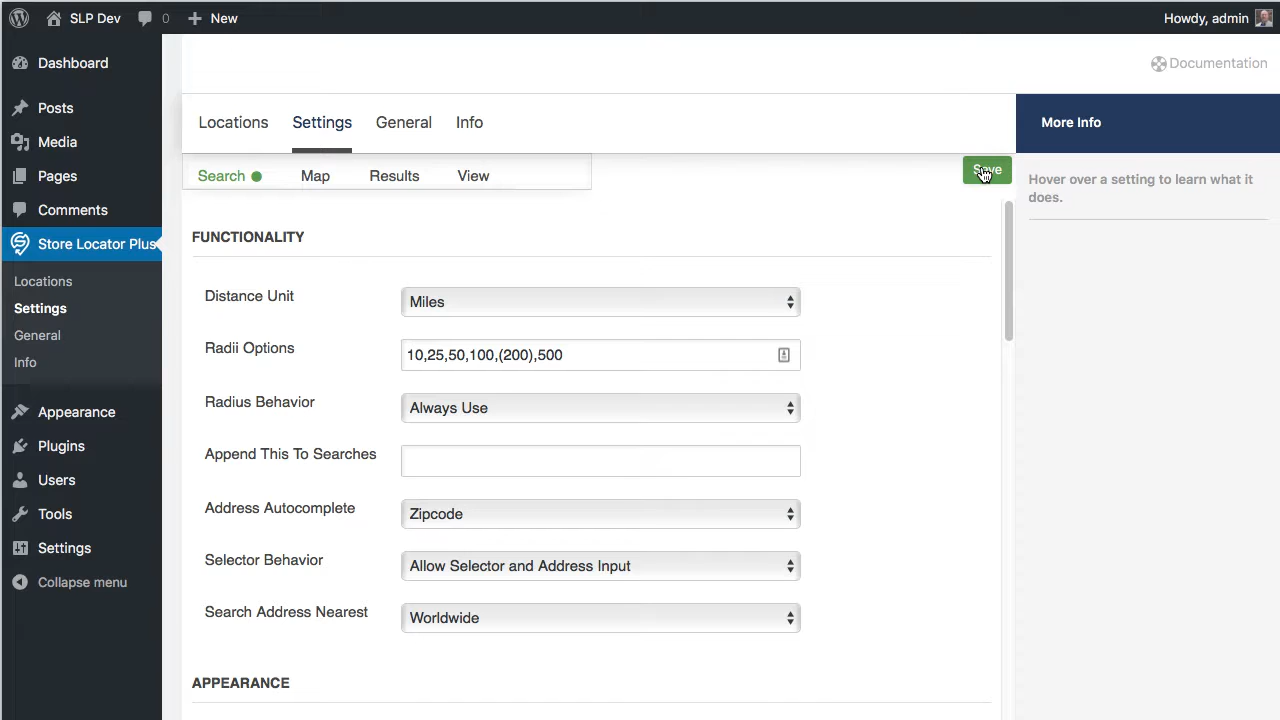 SLP Dev 0 New Howdy, admin
Dashboard
Posts
Media
Pages
Comments
Store Locator Plus
Locations
Settings
General
Info
Appearance
Plugins
Users
Tools
Settings
Collapse menu
Documentation
Locations Settings General Info
More Info
Search Map Results View
Save
Hover over a setting to learn what it
does.
FUNCTIONALITY
Distance Unit Miles
Radii Options 10,25,50,100,(200),500
Radius Behavior Always Use
Append This To Searches
Address Autocomplete Zipcode
Selector Behavior Allow Selector and Address Input
Search Address Nearest Worldwide
APPEARANCE